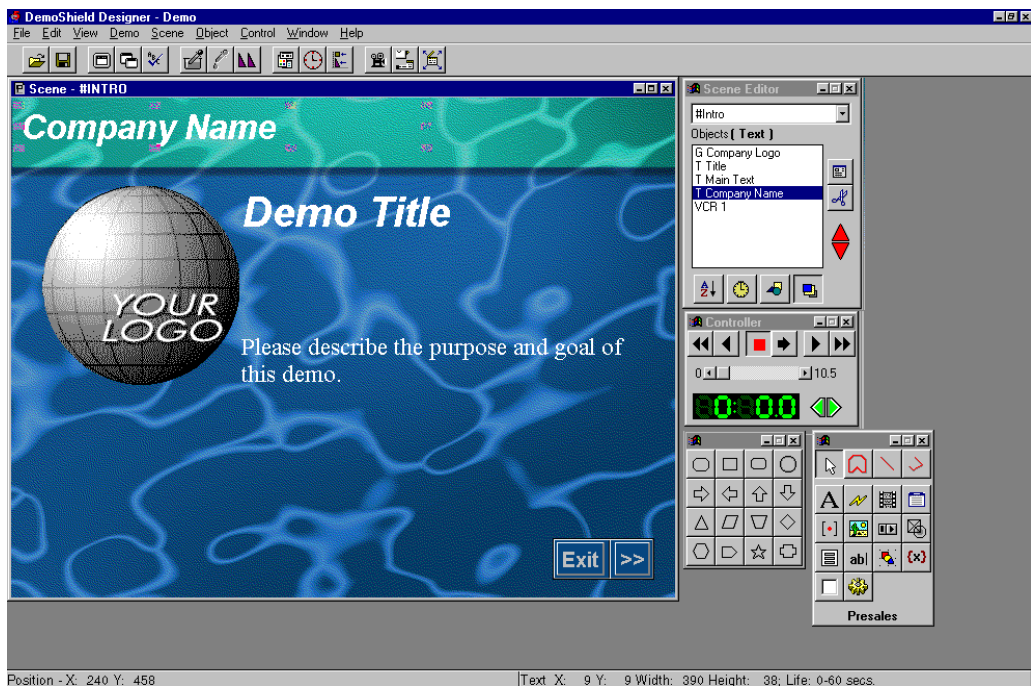 DemoShield Designer - Demo
File Edit View Demo Scene Object Control Window Help
Scene - #INTRO
Company Name
Demo Title
YOUR
LOGO
Please describe the purpose and goal of
this demo.
Exit >>
Scene Editor
#Intro
Objects ( Text )
G Company Logo
T Title
T Main Text
T Company Name
VCR 1
Controller
0 10.5
0:00.0
A
[•]
ab|
{x}
Presales
Position - X: 240 Y: 458
Text X: 9 Y: 9 Width: 390 Height: 38; Life: 0-60 secs.